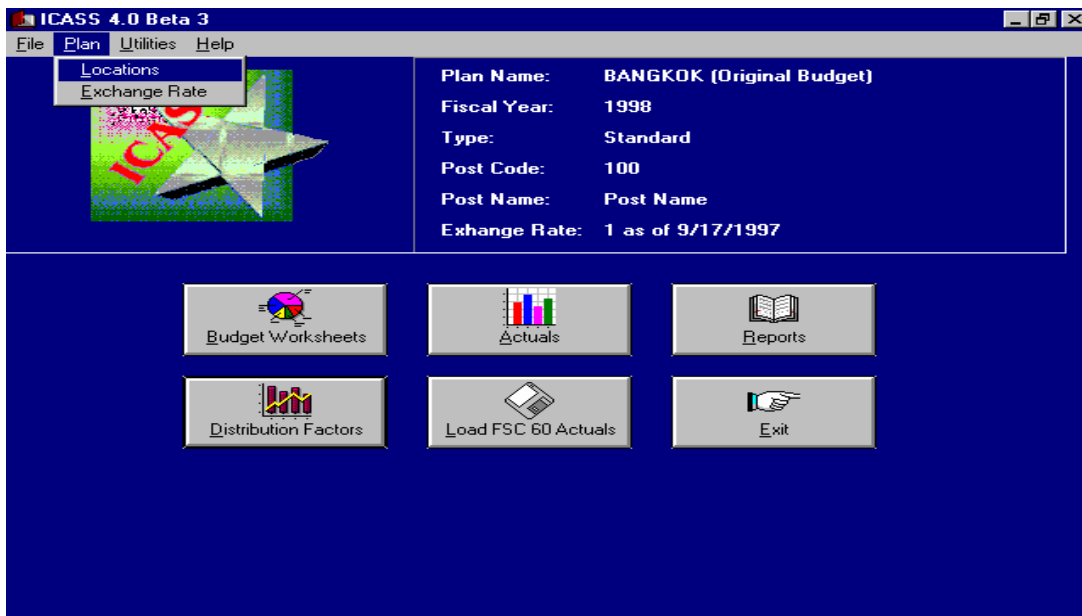 ICASS 4.0 Beta 3
File Plan Utilities Help
Locations
Exchange Rate
ICAS
Plan Name: BANGKOK (Original Budget)
Fiscal Year: 1998
Type: Standard
Post Code: 100
Post Name: Post Name
Exhange Rate: 1 as of 9/17/1997
Budget Worksheets
Actuals
Reports
Distribution Factors
Load FSC 60 Actuals
Exit